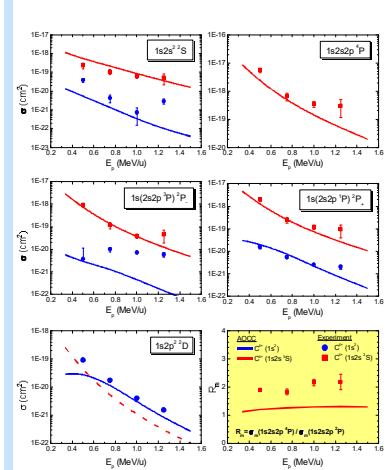 1E-17
1E-18
1E-19
1E-20
1E-21
1E-22
1E-23
σ (cm²)
1s2s² ²S
0.2 0.4 0.6 0.8 1.0 1.2 1.4 1.6
Eₚ (MeV/u)
1E-16
1E-17
1E-18
1E-19
1E-20
1s2s2p ⁴P
0.2 0.4 0.6 0.8 1.0 1.2 1.4 1.6
Eₚ (MeV/u)
1E-17
1E-18
1E-19
1E-20
1E-21
1E-22
σ (cm²)
1s(2s2p ³P) ²P₋
0.2 0.4 0.6 0.8 1.0 1.2 1.4 1.6
Eₚ (MeV/u)
1E-17
1E-18
1E-19
1E-20
1E-21
1E-22
1s(2s2p ¹P) ²P₊
0.2 0.4 0.6 0.8 1.0 1.2 1.4 1.6
Eₚ (MeV/u)
1E-18
1E-19
1E-20
1E-21
1E-22
σ (cm²)
1s2p² ²D
0.2 0.4 0.6 0.8 1.0 1.2 1.4 1.6
Eₚ (MeV/u)
4
3
2
1
0
Rₘ
AOCC Experiment
C⁴⁺ (1s²) C⁴⁺ (1s²)
C⁴⁺ (1s2s ³S) C⁴⁺ (1s2s ³S)
Rₘ = σₘ(1s2s2p ⁴P) / σₘ(1s2s2p ²P)
0.2 0.4 0.6 0.8 1.0 1.2 1.4 1.6
Eₚ (MeV/u)